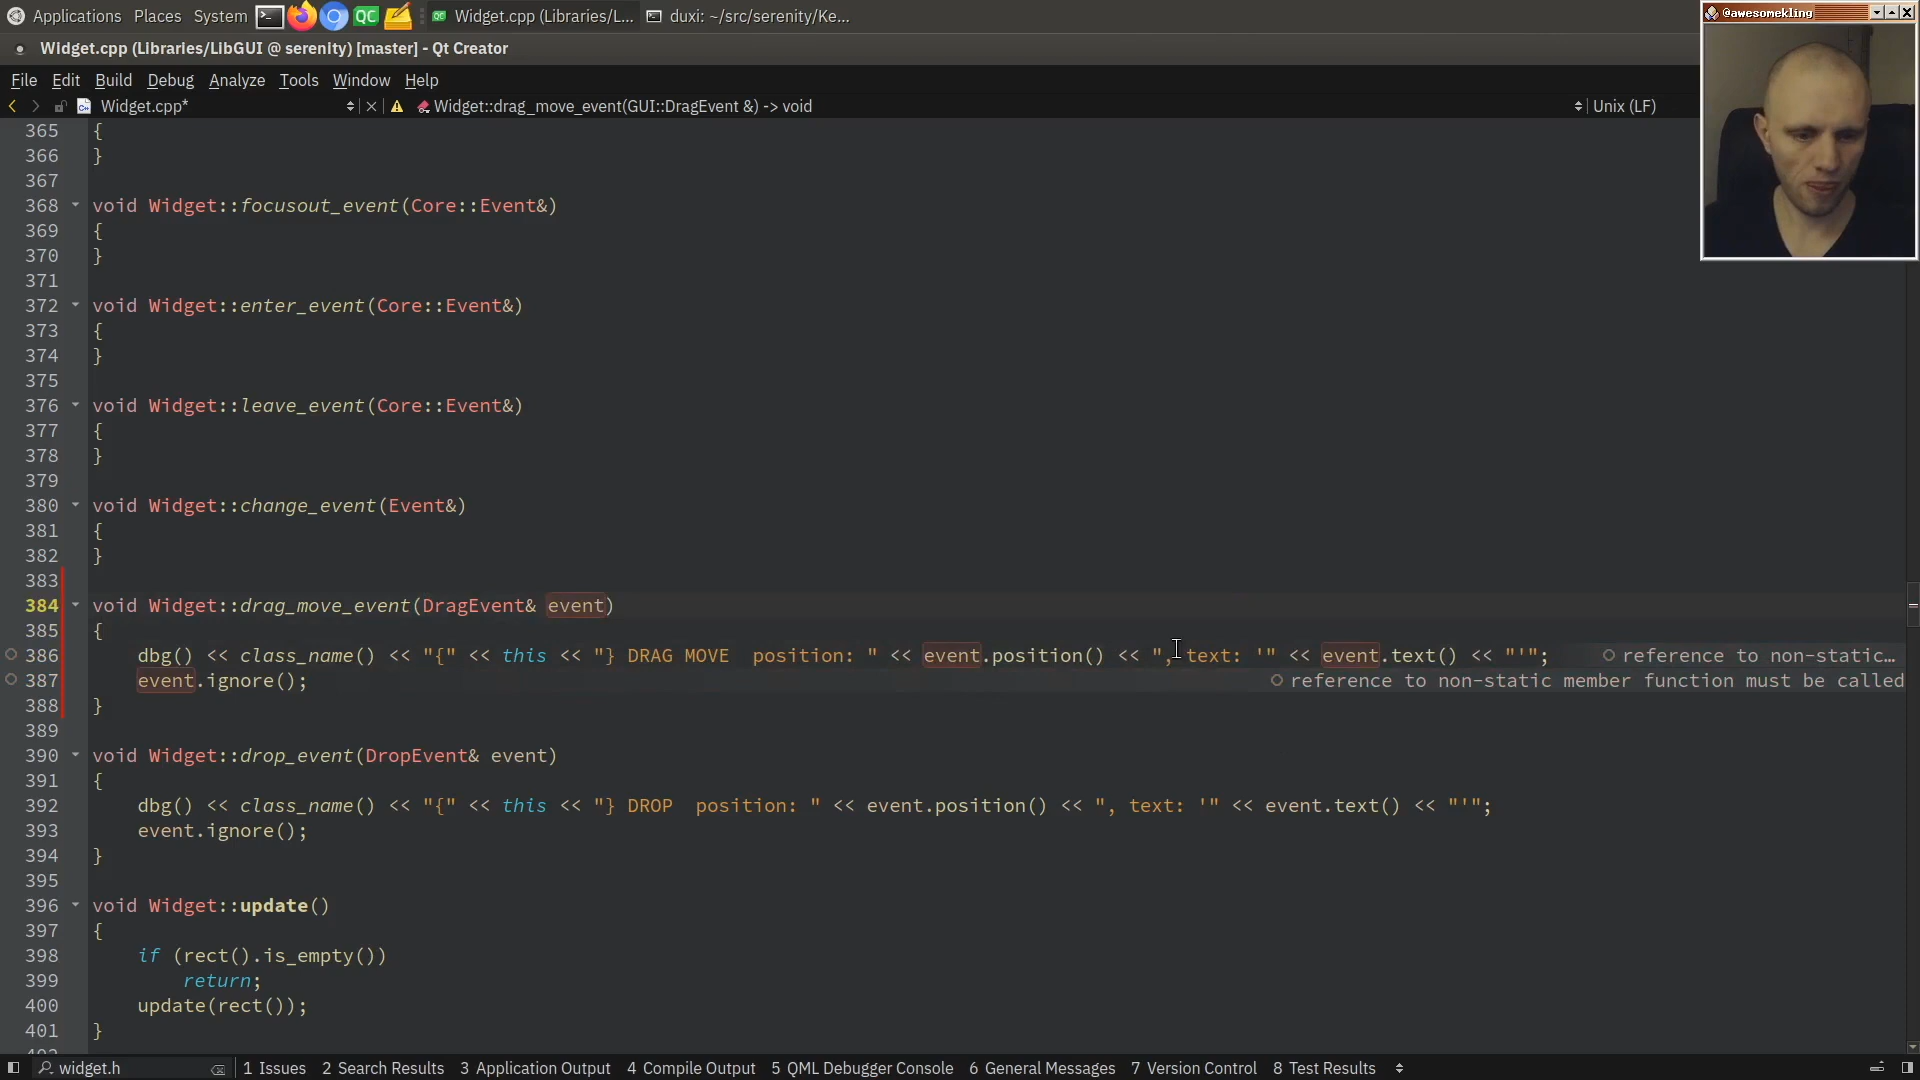 Applications Places System QC QC Widget.cpp (Libraries/L... duxi: ~/src/serenity/Ke...
@awesomekling
Widget.cpp (Libraries/LibGUI @ serenity) [master] - Qt Creator
File Edit Build Debug Analyze Tools Window Help
Widget.cpp* Widget::drag_move_event(GUI::DragEvent &) -> void Unix (LF)
365 {
366 }
367
368 void Widget::focusout_event(Core::Event&)
369 {
370 }
371
372 void Widget::enter_event(Core::Event&)
373 {
374 }
375
376 void Widget::leave_event(Core::Event&)
377 {
378 }
379
380 void Widget::change_event(Event&)
381 {
382 }
383
384 void Widget::drag_move_event(DragEvent& event)
385 {
386 dbg() << class_name() << "{" << this << "} DRAG MOVE  position: " << event.position() << ", text: '" << event.text() << "'"; reference to non-static...
387 event.ignore(); reference to non-static member function must be called
388 }
389
390 void Widget::drop_event(DropEvent& event)
391 {
392 dbg() << class_name() << "{" << this << "} DROP  position: " << event.position() << ", text: '" << event.text() << "'";
393 event.ignore();
394 }
395
396 void Widget::update()
397 {
398 if (rect().is_empty())
399 return;
400 update(rect());
401 }
widget.h 1 Issues 2 Search Results 3 Application Output 4 Compile Output 5 QML Debugger Console 6 General Messages 7 Version Control 8 Test Results